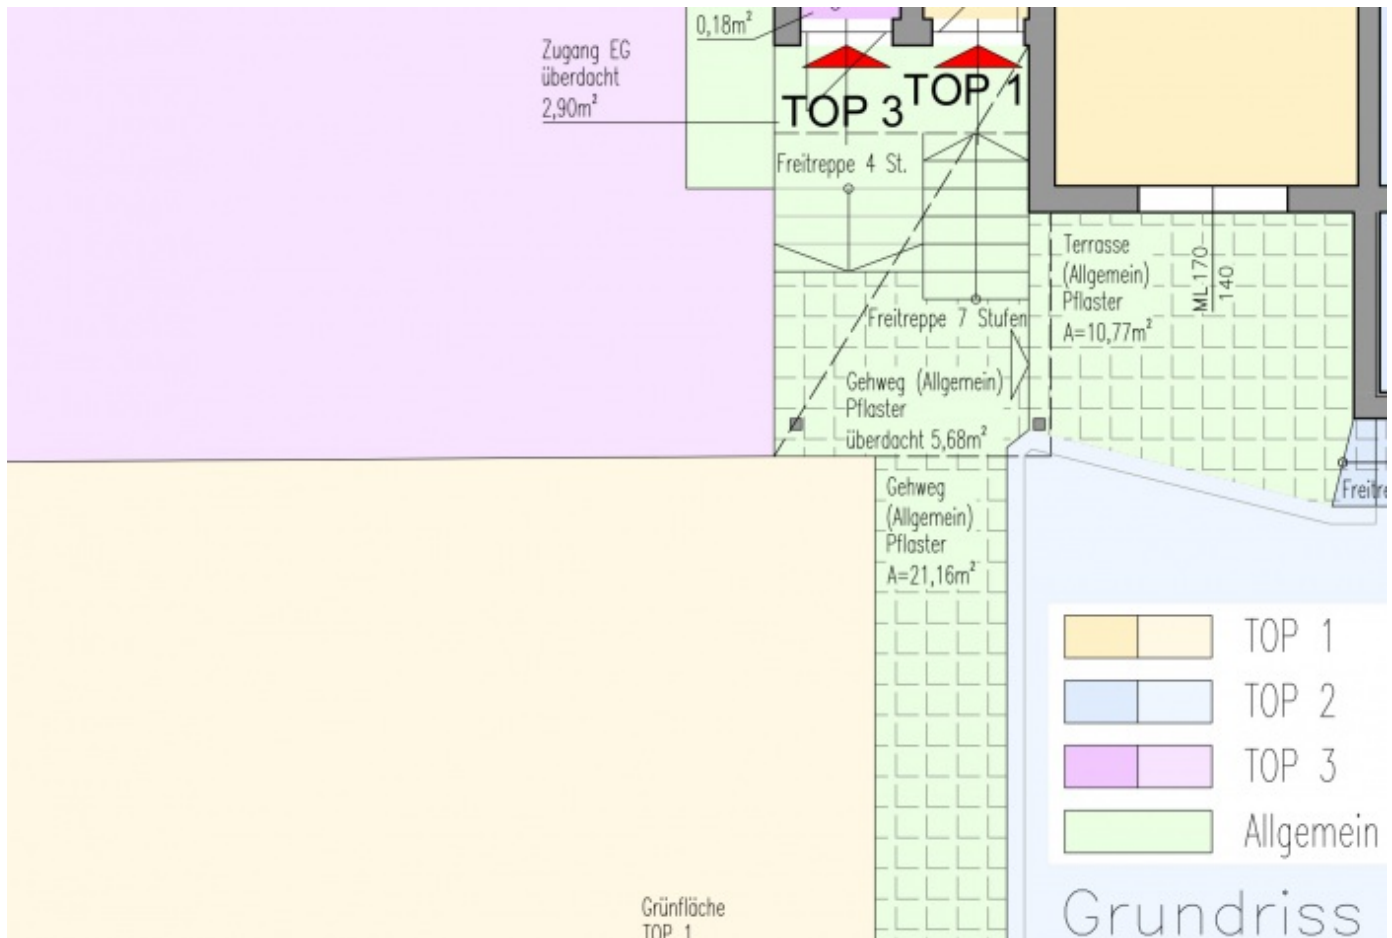 0,18m²
Zugang EG
überdacht
2,90m²
TOP 3
TOP 1
Freitreppe 4 St.
Freitreppe 7 Stufen
Terrasse
(Allgemein)
Pflaster
A=10,77m²
ML 170
140
Gehweg (Allgemein)
Pflaster
überdacht 5,68m²
Gehweg
(Allgemein)
Pflaster
A=21,16m²
TOP 1
TOP 2
TOP 3
Allgemein
Grundriss
Grünfläche
TOP 1